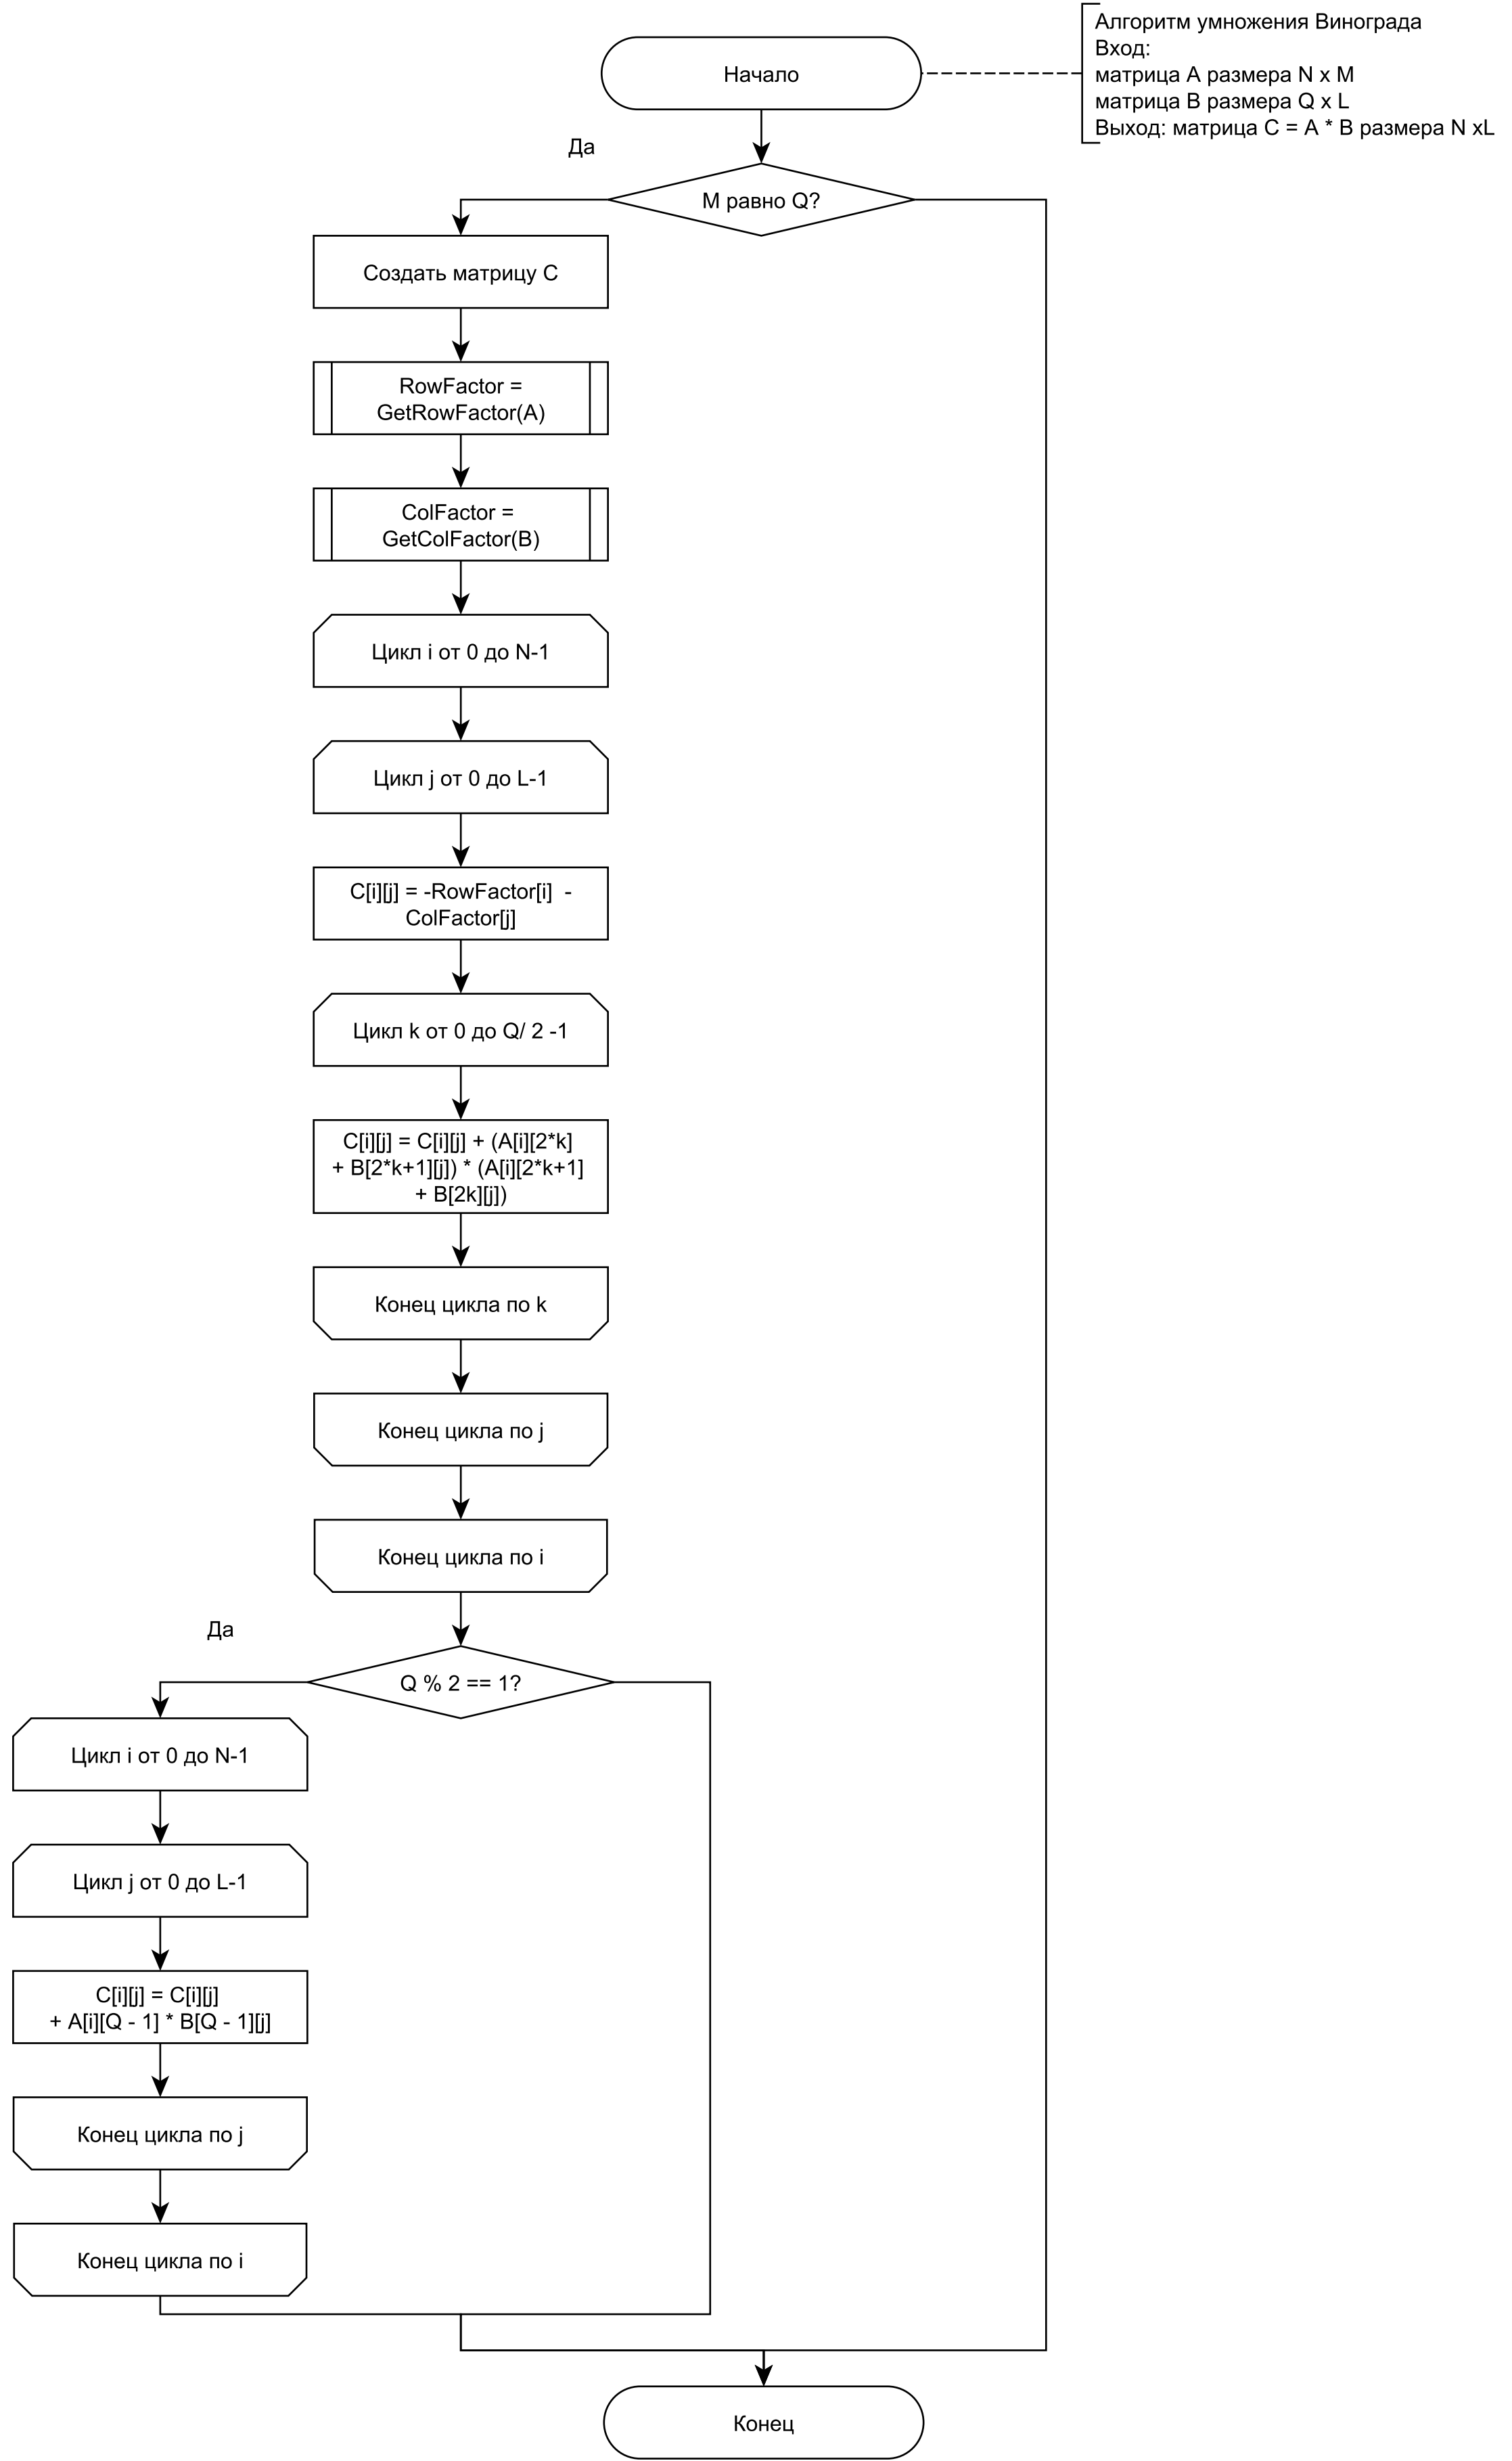 Алгоритм умножения Винограда
Вход:
матрица A размера N x M
матрица B размера Q x L
Выход: матрица C = A * B размера N xL
Начало
Да
M равно Q?
Создать матрицу C
RowFactor =
GetRowFactor(A)
ColFactor =
GetColFactor(B)
Цикл i от 0 до N-1
Цикл j от 0 до L-1
C[i][j] = -RowFactor[i] -
ColFactor[j]
Цикл k от 0 до Q/ 2 -1
C[i][j] = C[i][j] + (A[i][2*k]
+ B[2*k+1][j]) * (A[i][2*k+1]
+ B[2k][j])
Конец цикла по k
Конец цикла по j
Конец цикла по i
Да
Q % 2 == 1?
Цикл i от 0 до N-1
Цикл j от 0 до L-1
C[i][j] = C[i][j]
+ A[i][Q - 1] * B[Q - 1][j]
Конец цикла по j
Конец цикла по i
Конец